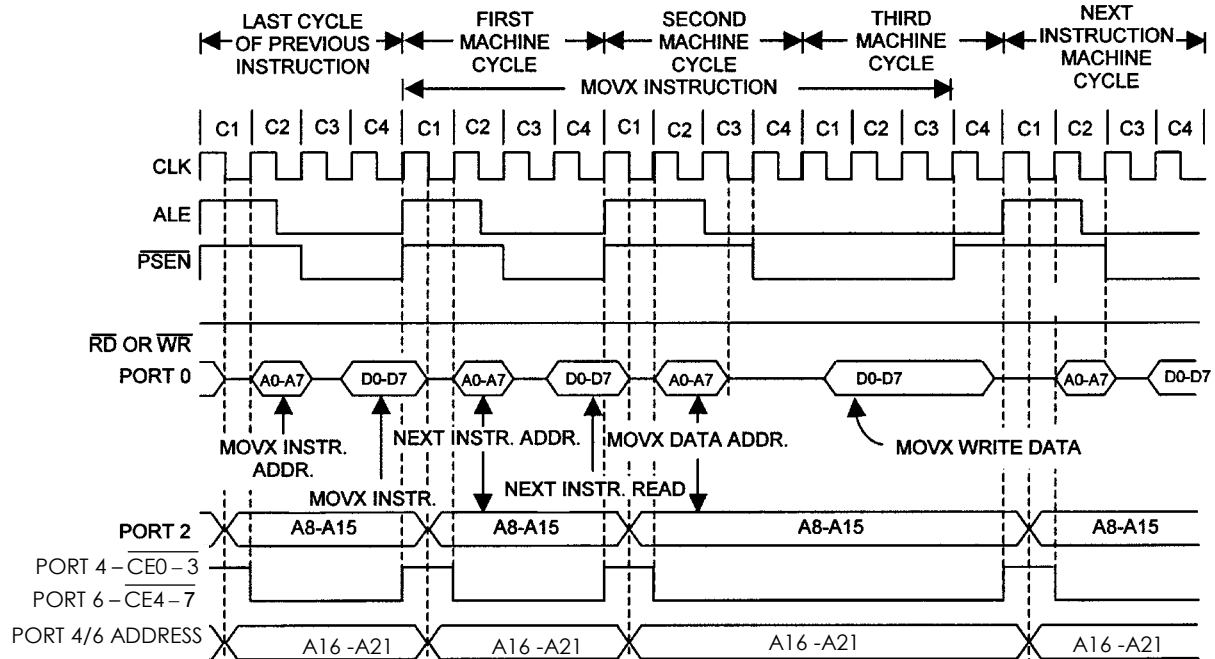 LAST CYCLE OF PREVIOUS INSTRUCTION
FIRST MACHINE CYCLE
SECOND MACHINE CYCLE
THIRD MACHINE CYCLE
NEXT INSTRUCTION MACHINE CYCLE
MOVX INSTRUCTION
C1 C2 C3 C4 C1 C2 C3 C4 C1 C2 C3 C4 C1 C2 C3 C4 C1 C2 C3 C4
CLK
ALE
PSEN
RD OR WR
PORT 0
A0-A7 D0-D7 A0-A7 D0-D7 A0-A7 D0-D7 A0-A7 D0-D7
MOVX INSTR. ADDR.
MOVX INSTR.
NEXT INSTR. ADDR.
NEXT INSTR. READ
MOVX DATA ADDR.
MOVX WRITE DATA
PORT 2
A8-A15 A8-A15 A8-A15 A8-A15
PORT 4 – CE0 – 3
PORT 6 – CE4 – 7
PORT 4/6 ADDRESS
A16 -A21 A16 -A21 A16 -A21 A16 -A21